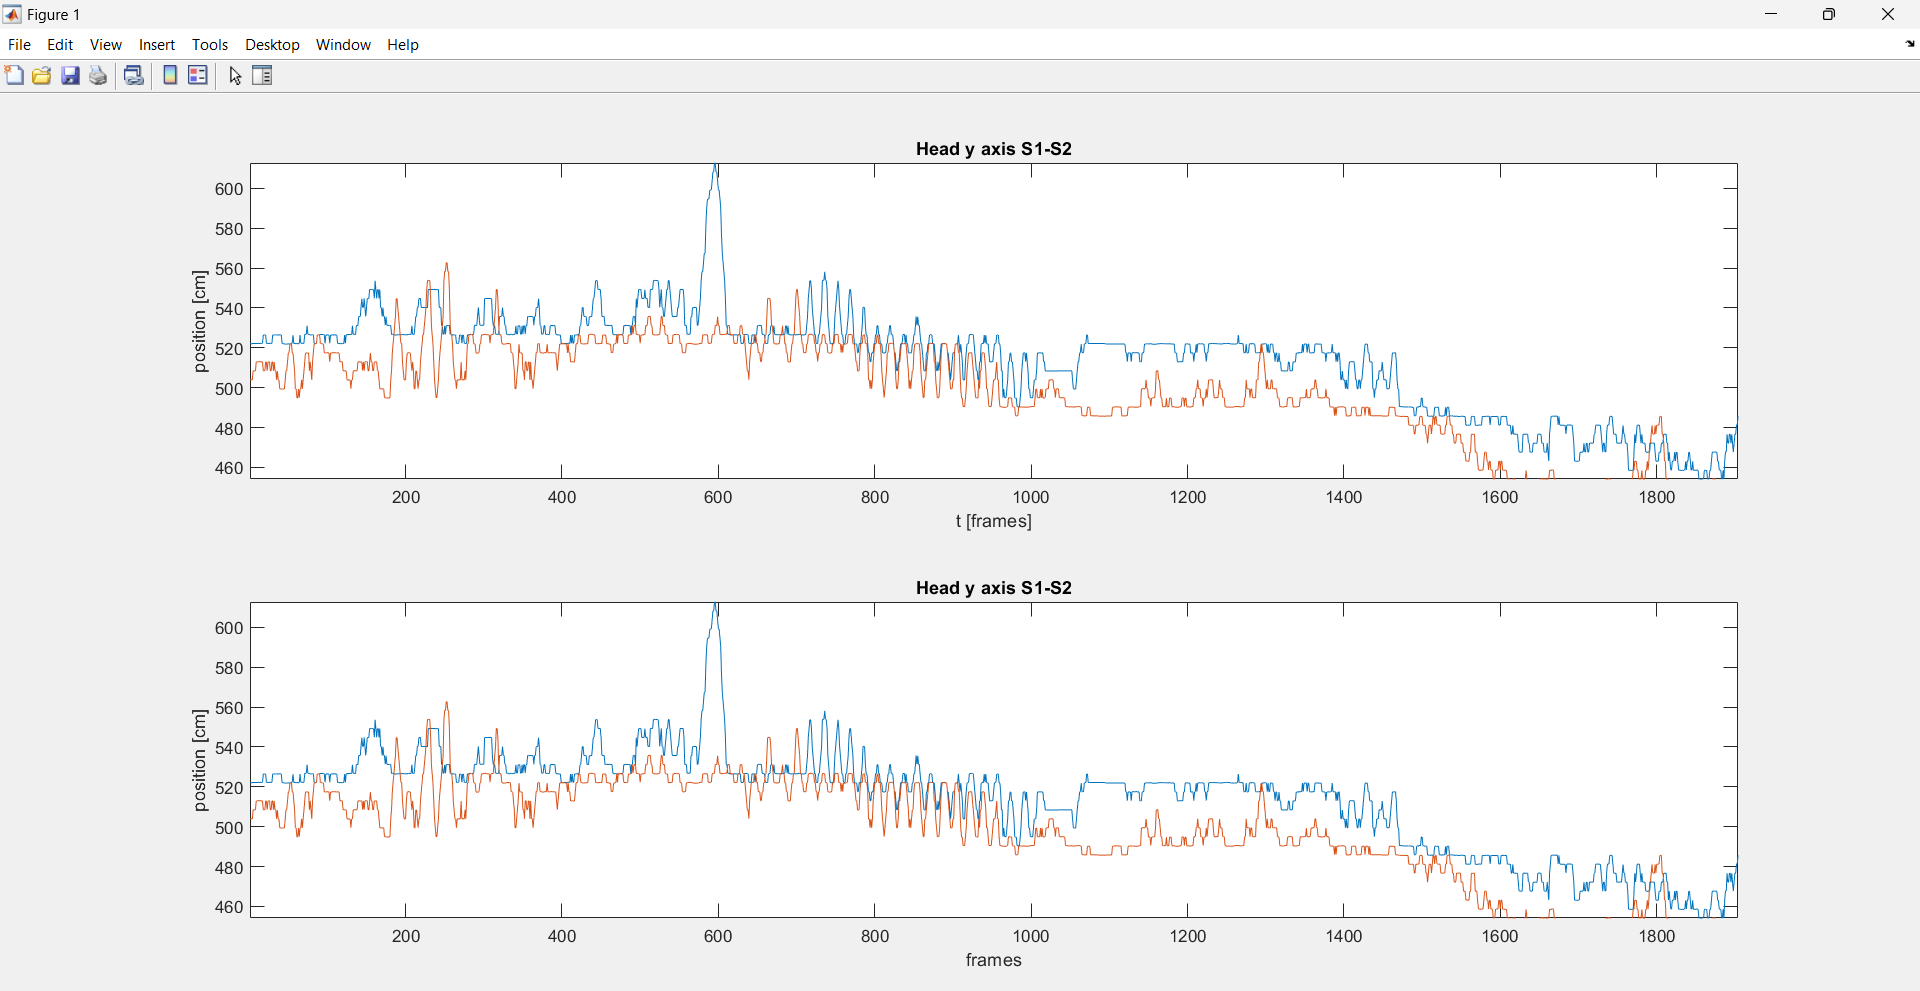 Figure 1
File Edit View Insert Tools Desktop Window Help
Head y axis S1-S2
position [cm]
600
580
560
540
520
500
480
460
200 400 600 800 1000 1200 1400 1600 1800
t [frames]
Head y axis S1-S2
position [cm]
600
580
560
540
520
500
480
460
200 400 600 800 1000 1200 1400 1600 1800
frames